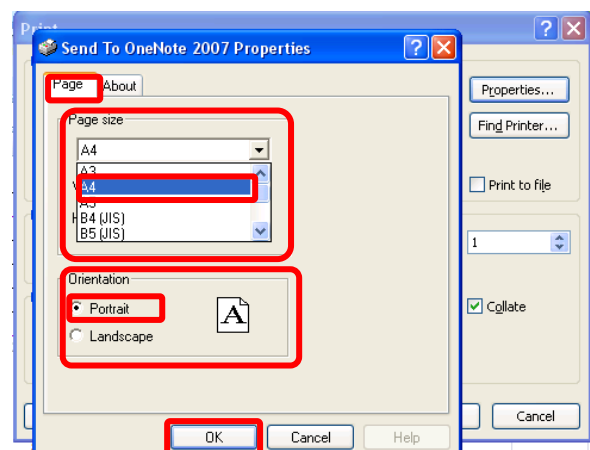 Print
Send To OneNote 2007 Properties
Page
About
Properties...
Page size
Find Printer...
A4
A3
A4
Print to file
A5
B4 (JIS)
B5 (JIS)
1
Orientation
Portrait
A
Collate
Landscape
OK
Cancel
Help
Cancel